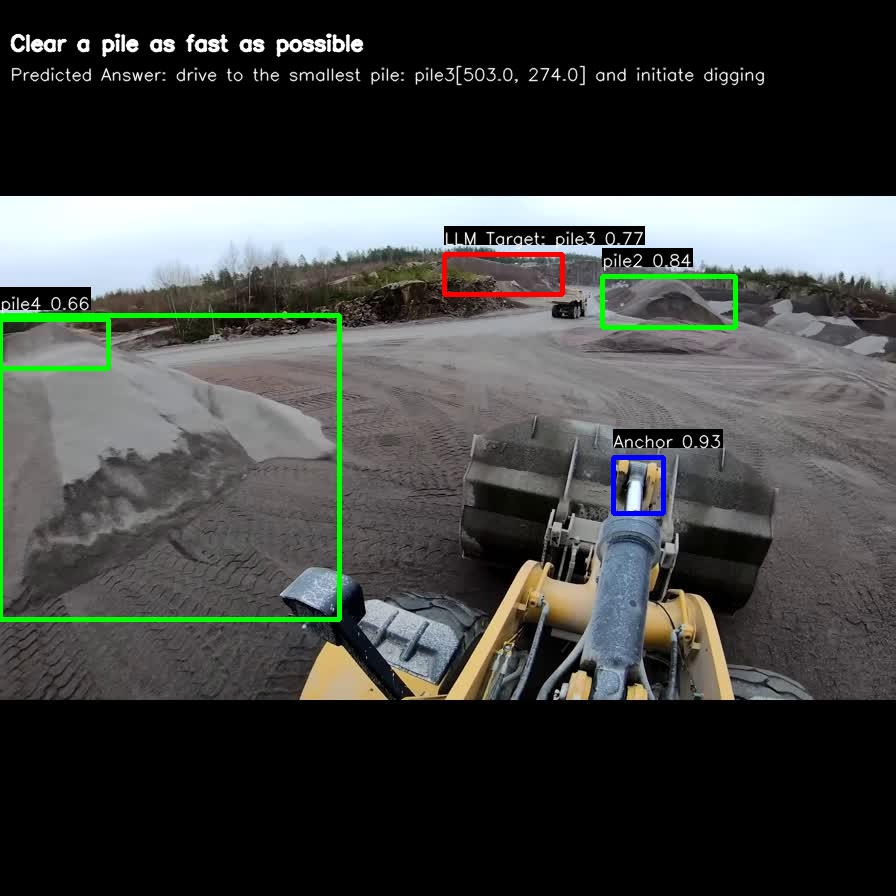 Clear a pile as fast as possible
Predicted Answer: drive to the smallest pile: pile3[503.0, 274.0] and initiate digging
LLM Target: pile3 0.77
pile2 0.84
pile4 0.66
Anchor 0.93